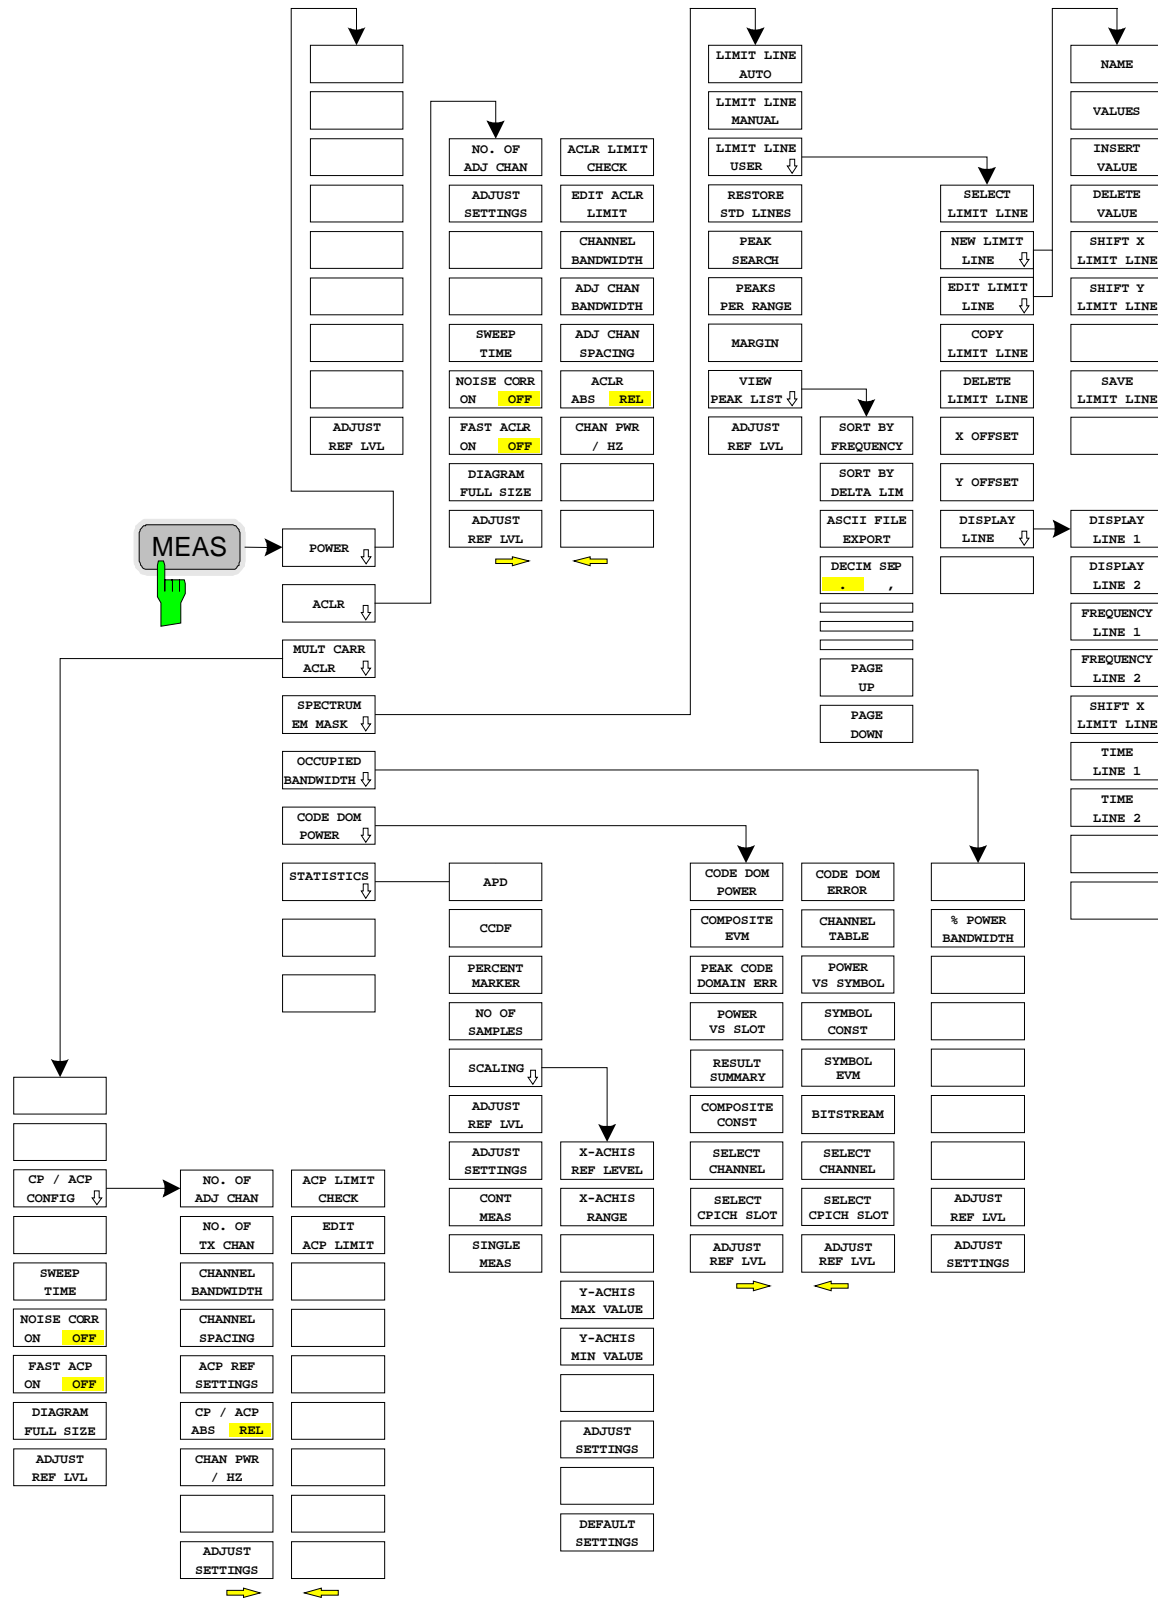 MEAS
POWER
ACLR
MULT CARR
ACLR
SPECTRUM
EM MASK
OCCUPIED
BANDWIDTH
CODE DOM
POWER
STATISTICS
ADJUST
REF LVL
NO. OF
ADJ CHAN
ADJUST
SETTINGS
SWEEP
TIME
NOISE CORR
ON OFF
FAST ACLR
ON OFF
DIAGRAM
FULL SIZE
ADJUST
REF LVL
ACLR LIMIT
CHECK
EDIT ACLR
LIMIT
CHANNEL
BANDWIDTH
ADJ CHAN
BANDWIDTH
ADJ CHAN
SPACING
ACLR
ABS REL
CHAN PWR
/ HZ
LIMIT LINE
AUTO
LIMIT LINE
MANUAL
LIMIT LINE
USER
RESTORE
STD LINES
PEAK
SEARCH
PEAKS
PER RANGE
MARGIN
VIEW
PEAK LIST
ADJUST
REF LVL
SORT BY
FREQUENCY
SORT BY
DELTA LIM
ASCII FILE
EXPORT
DECIM SEP
. ,
PAGE
UP
PAGE
DOWN
SELECT
LIMIT LINE
NEW LIMIT
LINE
EDIT LIMIT
LINE
COPY
LIMIT LINE
DELETE
LIMIT LINE
X OFFSET
Y OFFSET
DISPLAY
LINE
NAME
VALUES
INSERT
VALUE
DELETE
VALUE
SHIFT X
LIMIT LINE
SHIFT Y
LIMIT LINE
SAVE
LIMIT LINE
DISPLAY
LINE 1
DISPLAY
LINE 2
FREQUENCY
LINE 1
FREQUENCY
LINE 2
SHIFT X
LIMIT LINE
TIME
LINE 1
TIME
LINE 2
APD
CCDF
PERCENT
MARKER
NO OF
SAMPLES
SCALING
ADJUST
REF LVL
ADJUST
SETTINGS
CONT
MEAS
SINGLE
MEAS
X-ACHIS
REF LEVEL
X-ACHIS
RANGE
Y-ACHIS
MAX VALUE
Y-ACHIS
MIN VALUE
ADJUST
SETTINGS
DEFAULT
SETTINGS
CODE DOM
POWER
COMPOSITE
EVM
PEAK CODE
DOMAIN ERR
POWER
VS SLOT
RESULT
SUMMARY
COMPOSITE
CONST
SELECT
CHANNEL
SELECT
CPICH SLOT
ADJUST
REF LVL
CODE DOM
ERROR
CHANNEL
TABLE
POWER
VS SYMBOL
SYMBOL
CONST
SYMBOL
EVM
BITSTREAM
SELECT
CHANNEL
SELECT
CPICH SLOT
ADJUST
REF LVL
% POWER
BANDWIDTH
ADJUST
REF LVL
ADJUST
SETTINGS
CP / ACP
CONFIG
SWEEP
TIME
NOISE CORR
ON OFF
FAST ACP
ON OFF
DIAGRAM
FULL SIZE
ADJUST
REF LVL
NO. OF
ADJ CHAN
NO. OF
TX CHAN
CHANNEL
BANDWIDTH
CHANNEL
SPACING
ACP REF
SETTINGS
CP / ACP
ABS REL
CHAN PWR
/ HZ
ADJUST
SETTINGS
ACP LIMIT
CHECK
EDIT
ACP LIMIT